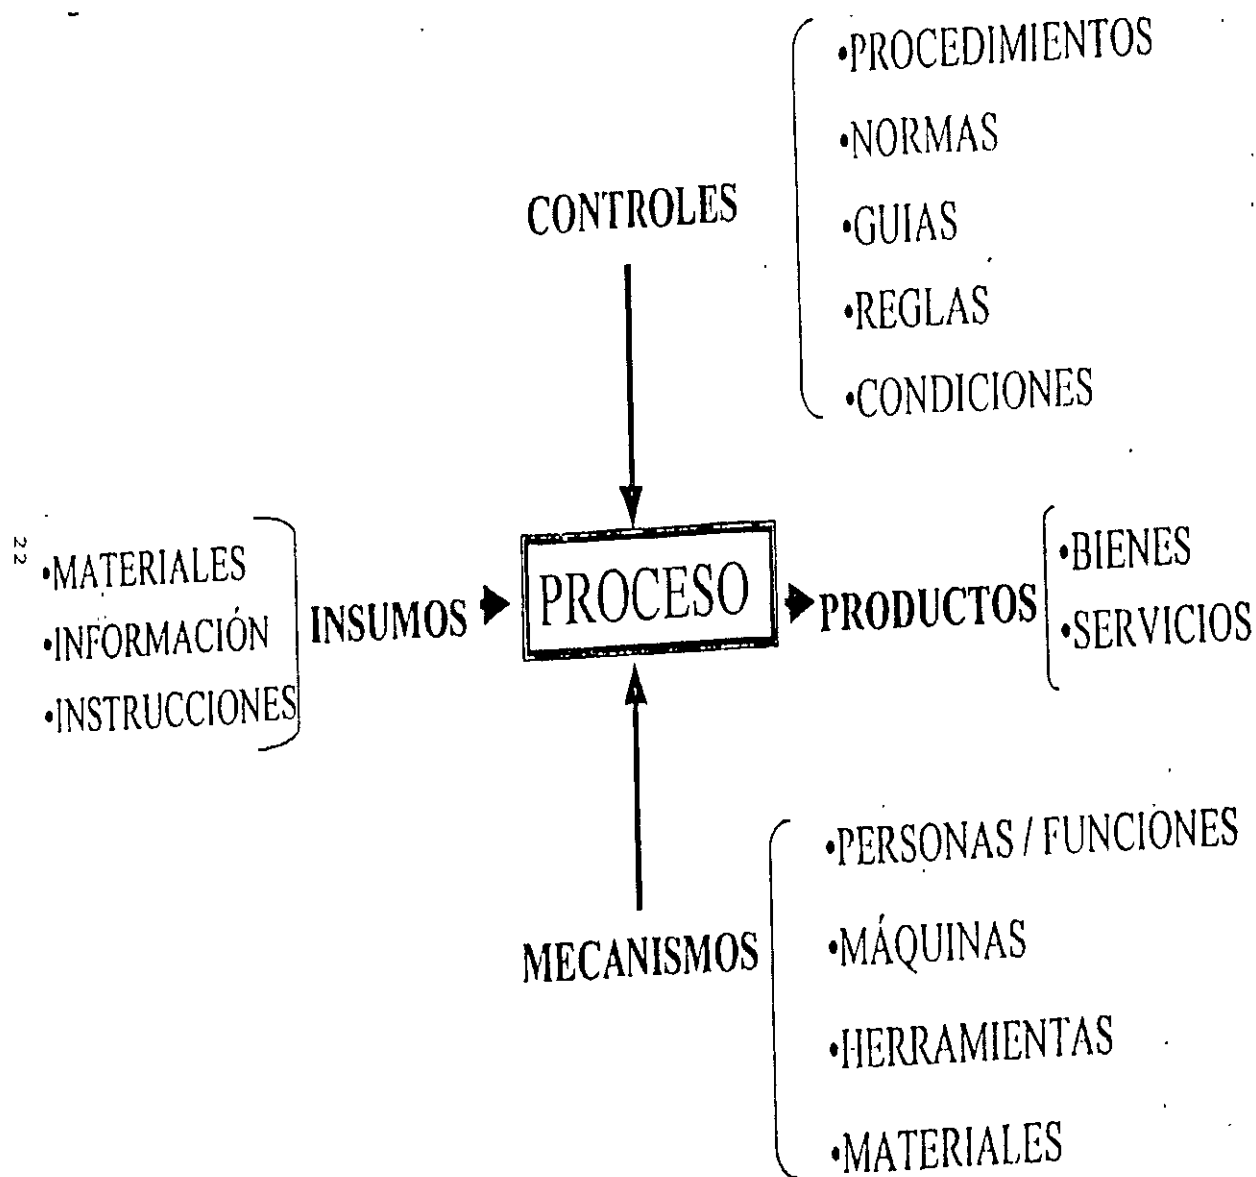 •PROCEDIMIENTOS
•NORMAS
CONTROLES
•GUIAS
•REGLAS
•CONDICIONES
22
•MATERIALES
•INFORMACIÓN
•INSTRUCCIONES
INSUMOS
PROCESO
PRODUCTOS
•BIENES
•SERVICIOS
MECANISMOS
•PERSONAS / FUNCIONES
•MÁQUINAS
•HERRAMIENTAS
•MATERIALES